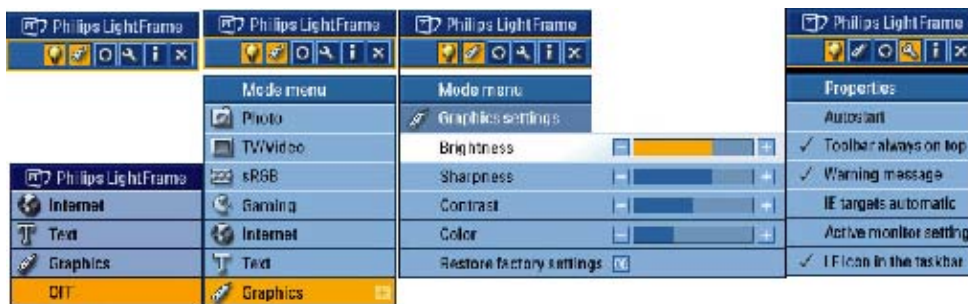 Philips LightFrame
Philips LightFrame
Internet
Text
Graphics
OFF
Philips LightFrame
Mode menu
Photo
TV/Video
sRGB
Gaming
Internet
Text
Graphics
Philips LightFrame
Mode menu
Graphics settings
Brightness
Sharpness
Contrast
Color
Restore factory settings
Philips LightFrame
Properties
Autostart
Toolbar always on top
Warning message
IE targets automatic
Active monitor setting
LF icon in the taskbar